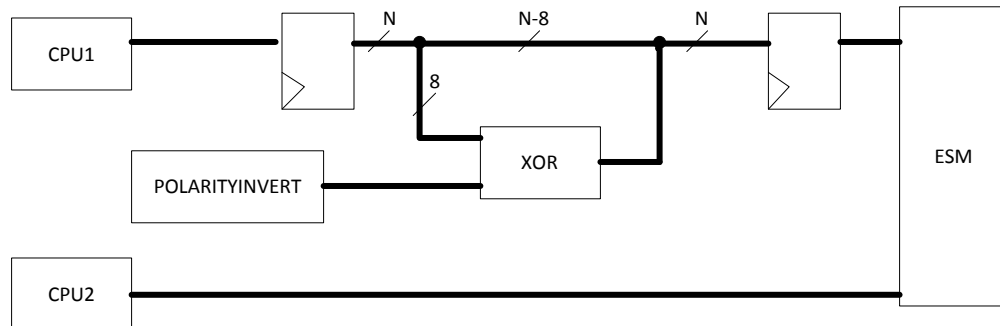 N
N-8
N
CPU1
8
XOR
ESM
POLARITYINVERT
CPU2